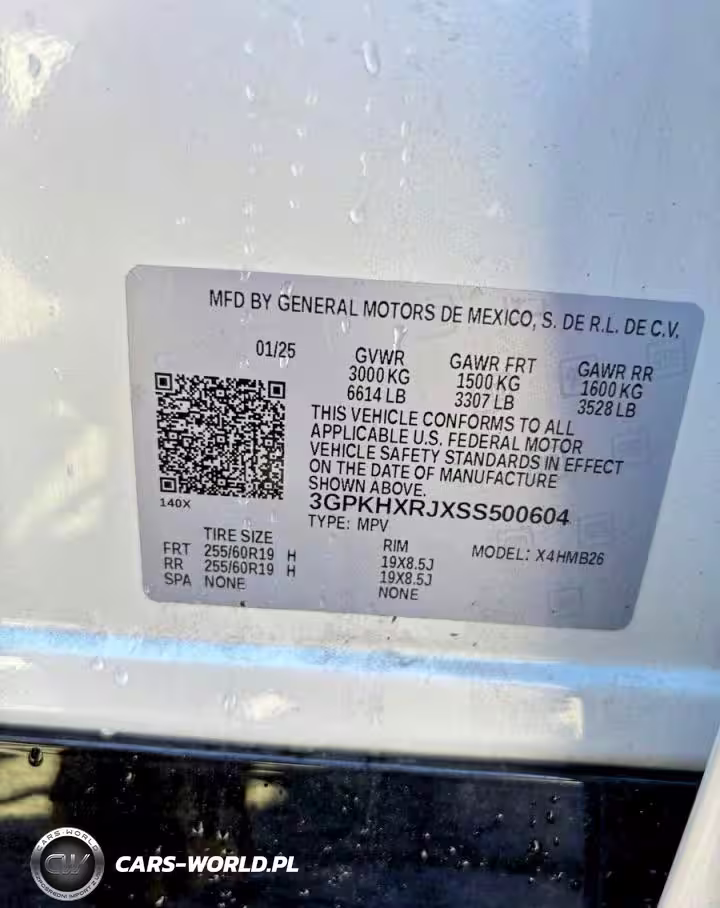 MFD BY GENERAL MOTORS DE MEXICO, S. DE R.L. DE C.V.
01/25
GVWR GAWR FRT GAWR RR
3000 KG 1500 KG 1600 KG
6614 LB 3307 LB 3528 LB
THIS VEHICLE CONFORMS TO ALL
APPLICABLE U.S. FEDERAL MOTOR
VEHICLE SAFETY STANDARDS IN EFFECT
ON THE DATE OF MANUFACTURE
SHOWN ABOVE.
140X
3GPKHXRJXSS500604
TYPE: MPV
MODEL: X4HMB26
TIRE SIZE RIM
FRT 255/60R19 H 19X8.5J
RR 255/60R19 H 19X8.5J
SPA NONE NONE
CARS-WORLD
CW
CARS-WORLD.PL